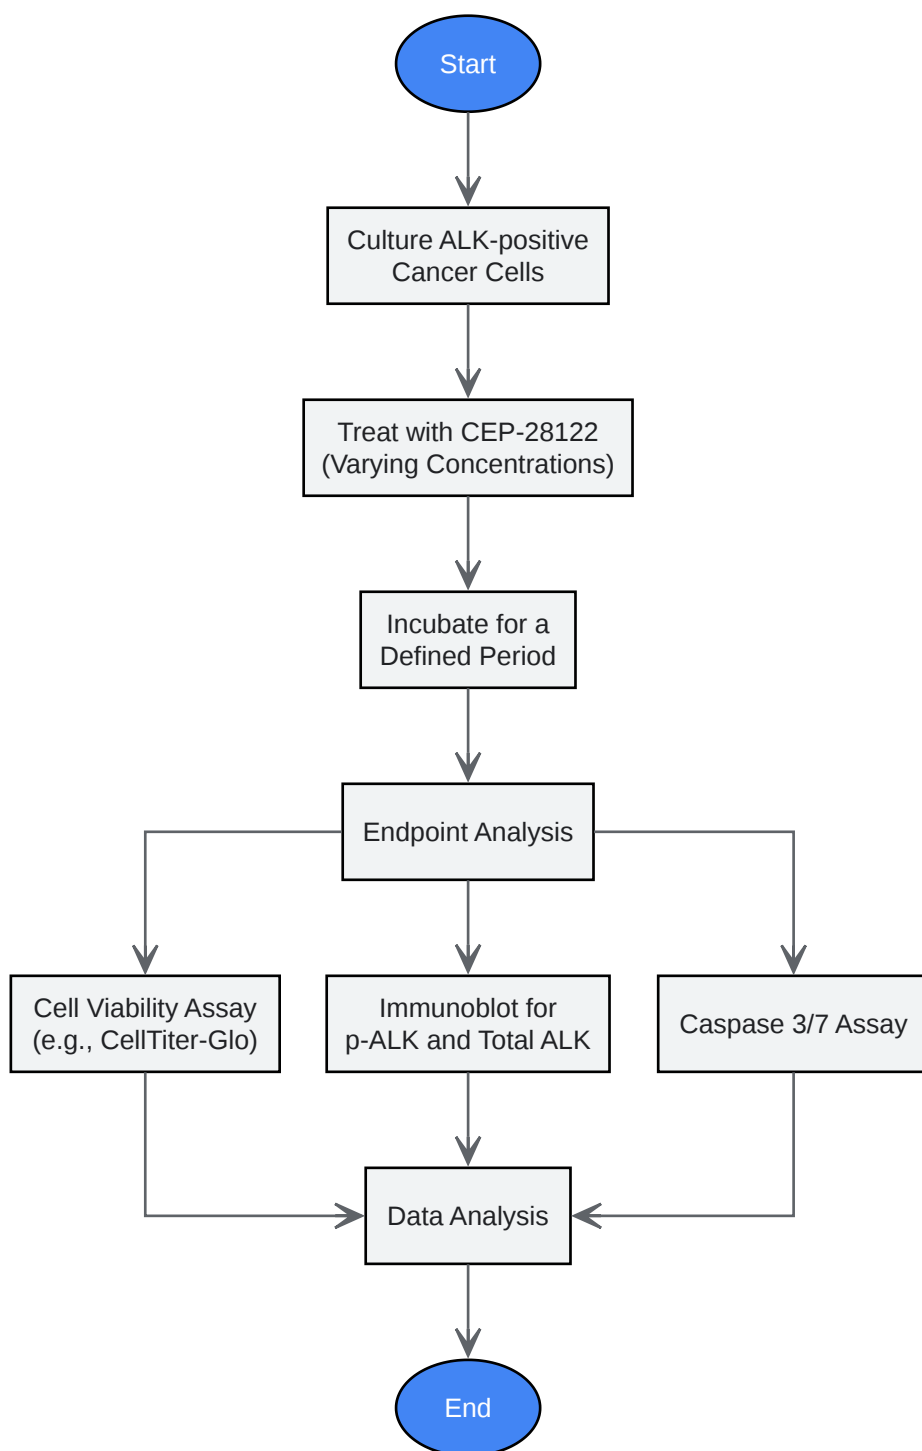 Start
Culture ALK-positive
Cancer Cells
Treat with CEP-28122
(Varying Concentrations)
Incubate for a
Defined Period
Endpoint Analysis
Cell Viability Assay
(e.g., CellTiter-Glo)
Immunoblot for
p-ALK and Total ALK
Caspase 3/7 Assay
Data Analysis
End